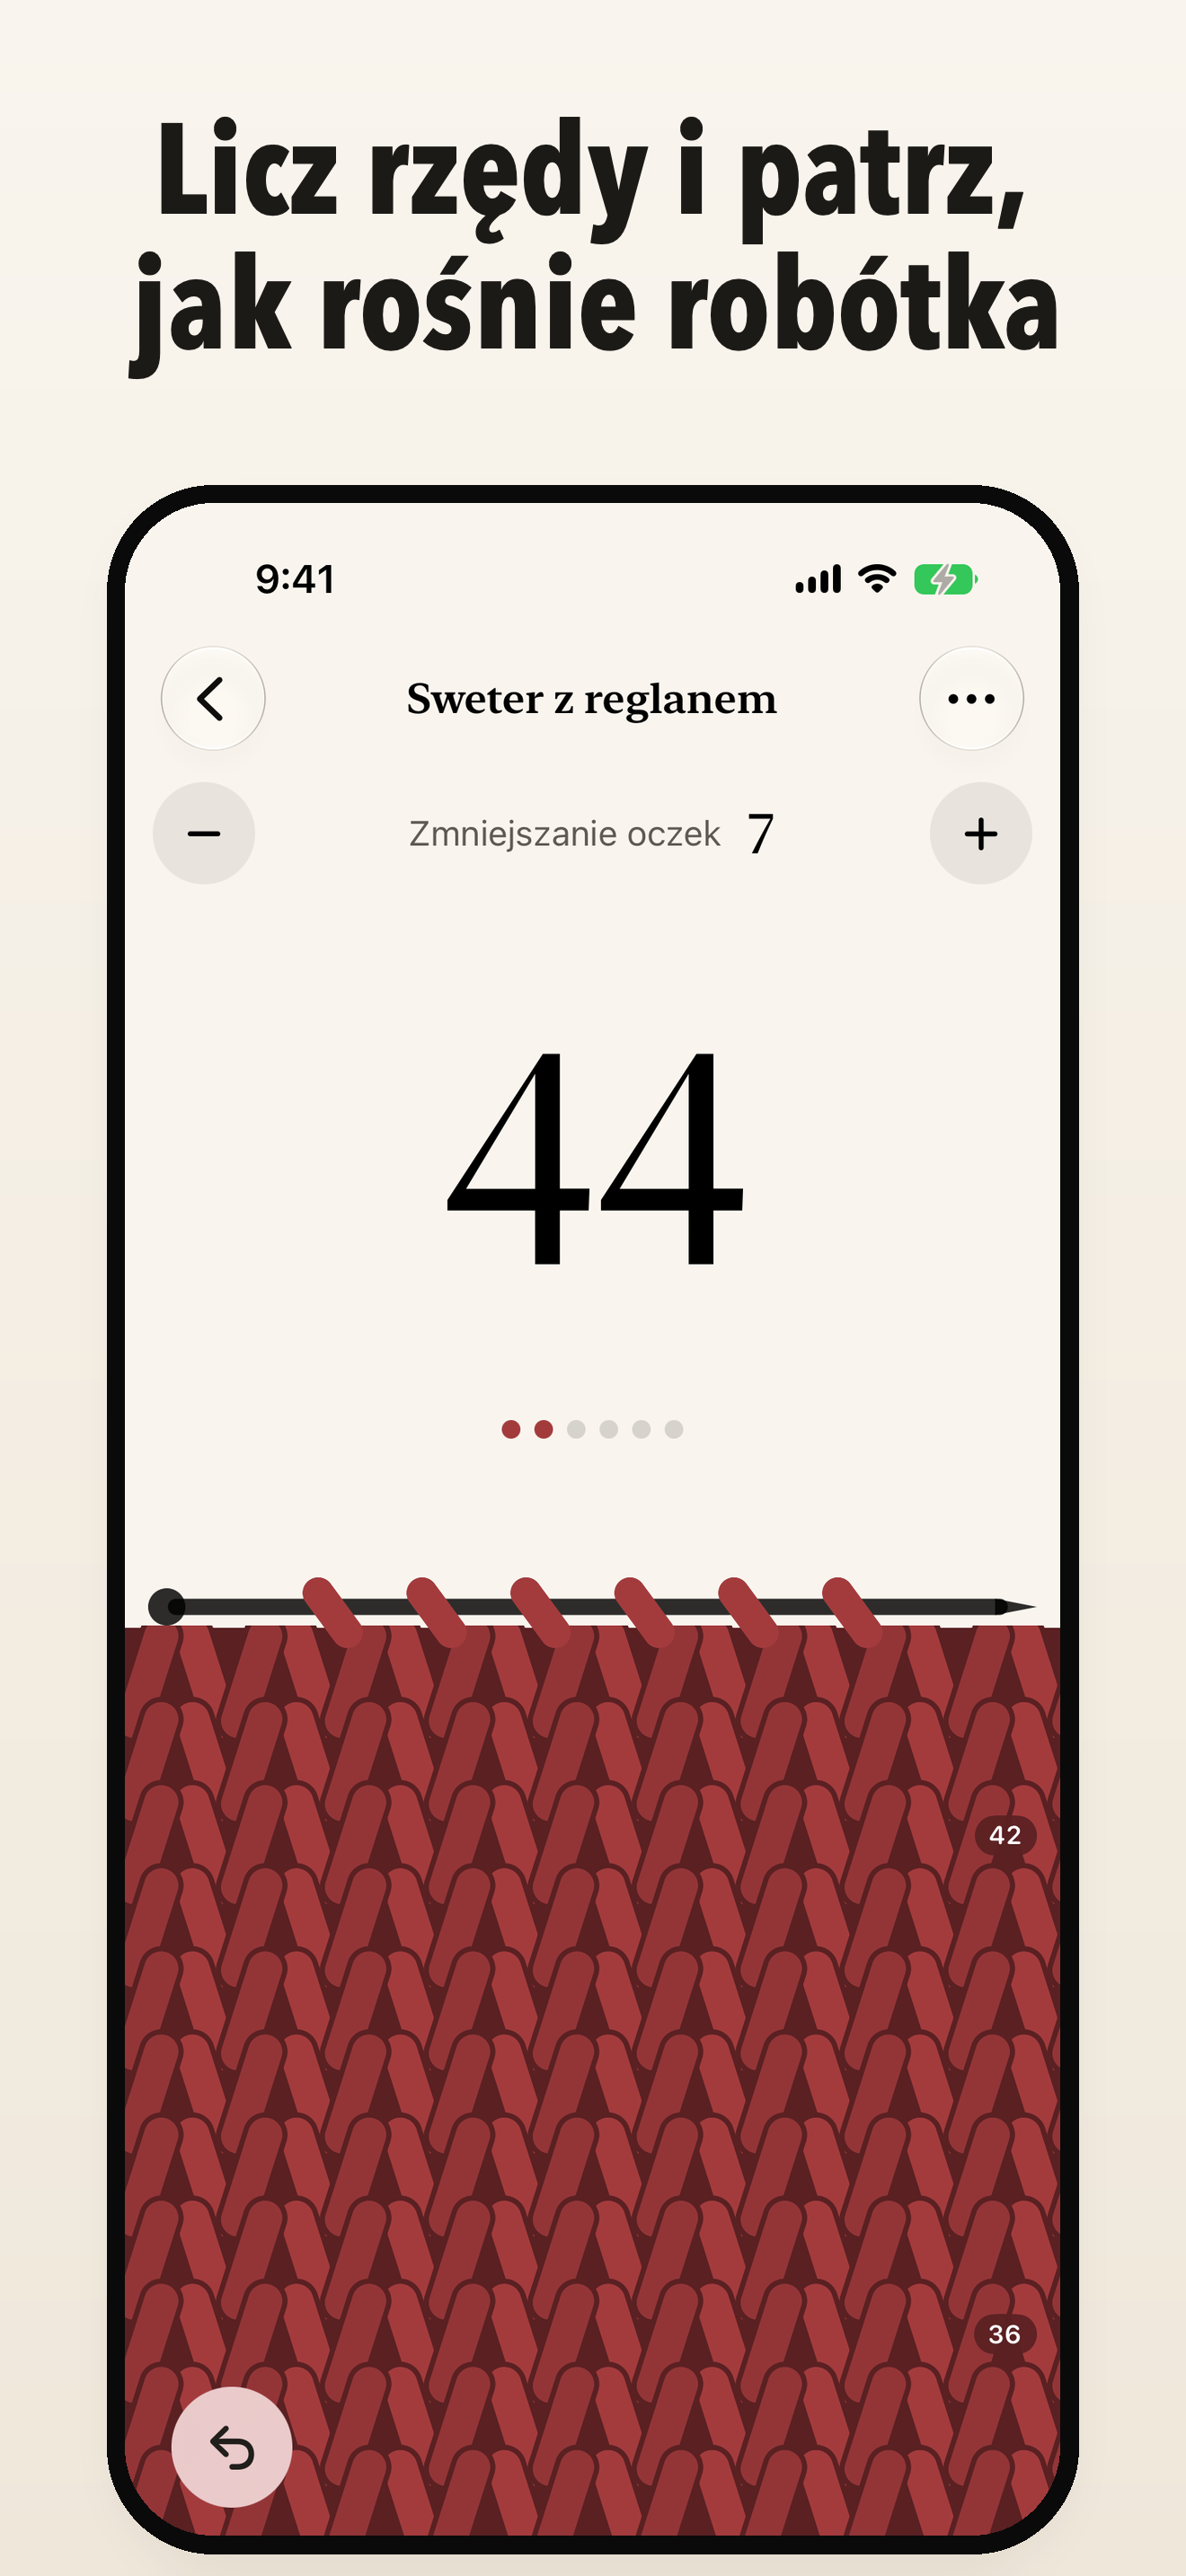 Licz rzędy i patrz,
jak rośnie robótka
9:41
Sweter z reglanem
Zmniejszanie oczek 7
44
42
36